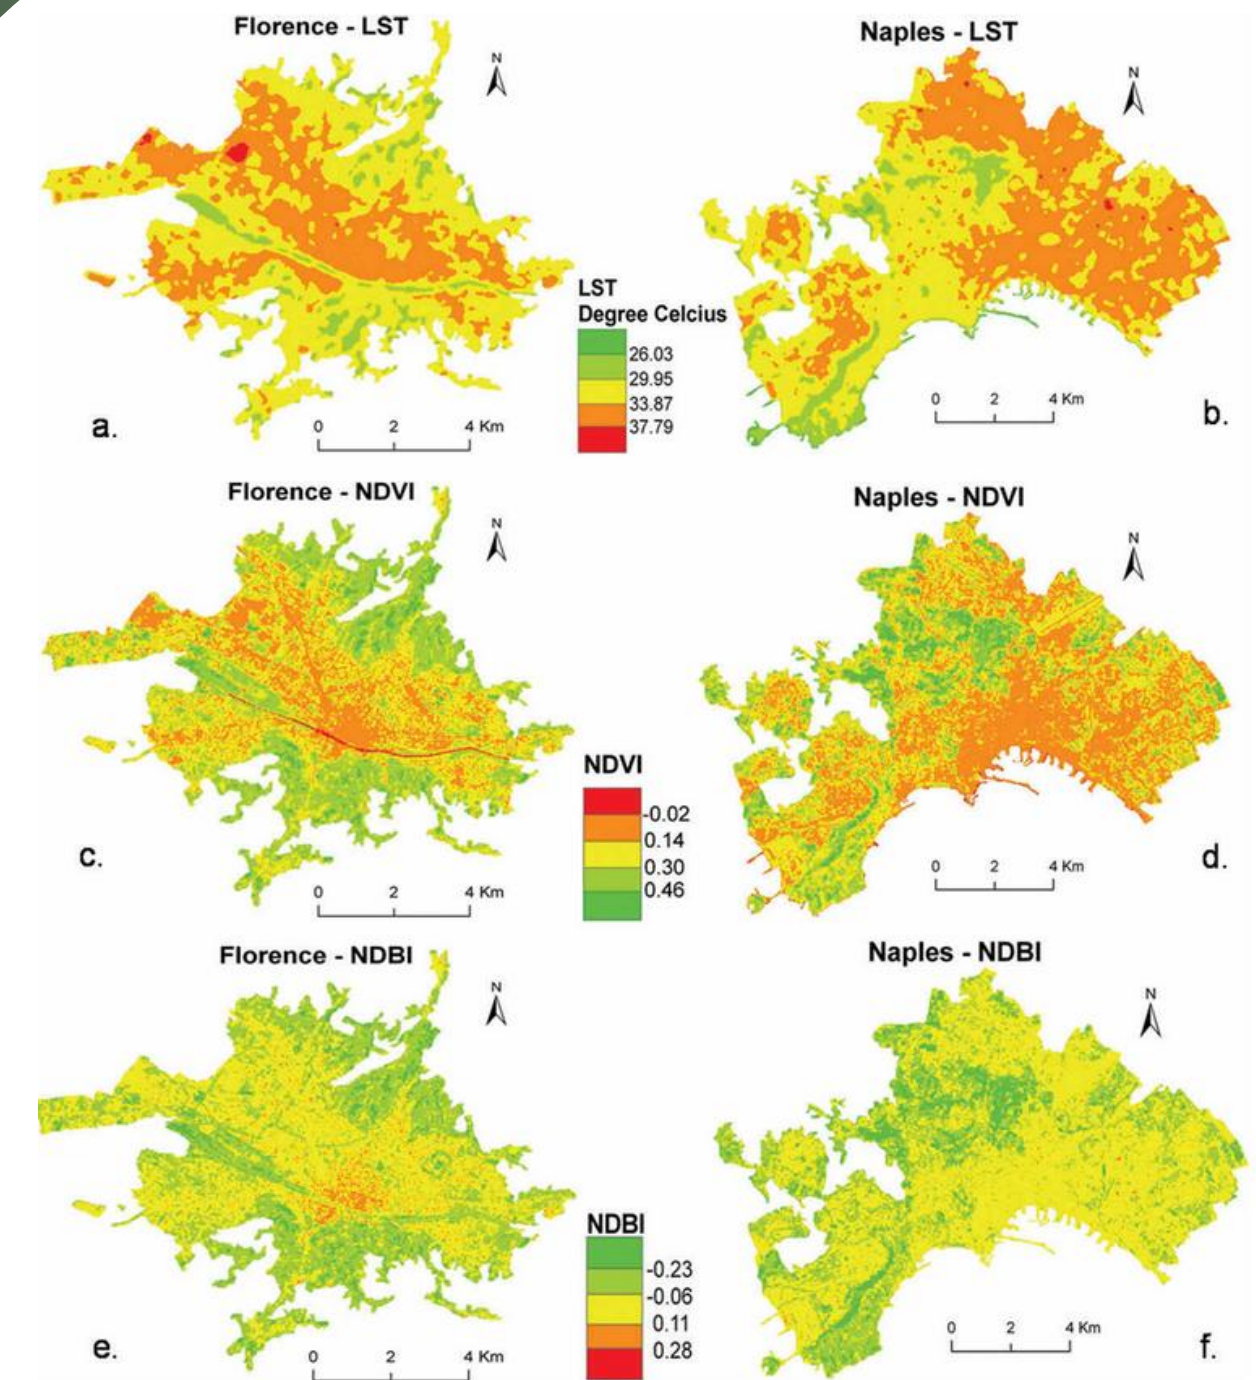 Florence - LST
Naples - LST
N
N
LST
Degree Celcius
26.03
29.95
33.87
37.79
0 2 4 Km
0 2 4 Km
a.
b.
Florence - NDVI
Naples - NDVI
N
N
NDVI
-0.02
0.14
0.30
0.46
0 2 4 Km
0 2 4 Km
c.
d.
Florence - NDBI
Naples - NDBI
N
N
NDBI
-0.23
-0.06
0.11
0.28
0 2 4 Km
0 2 4 Km
e.
f.